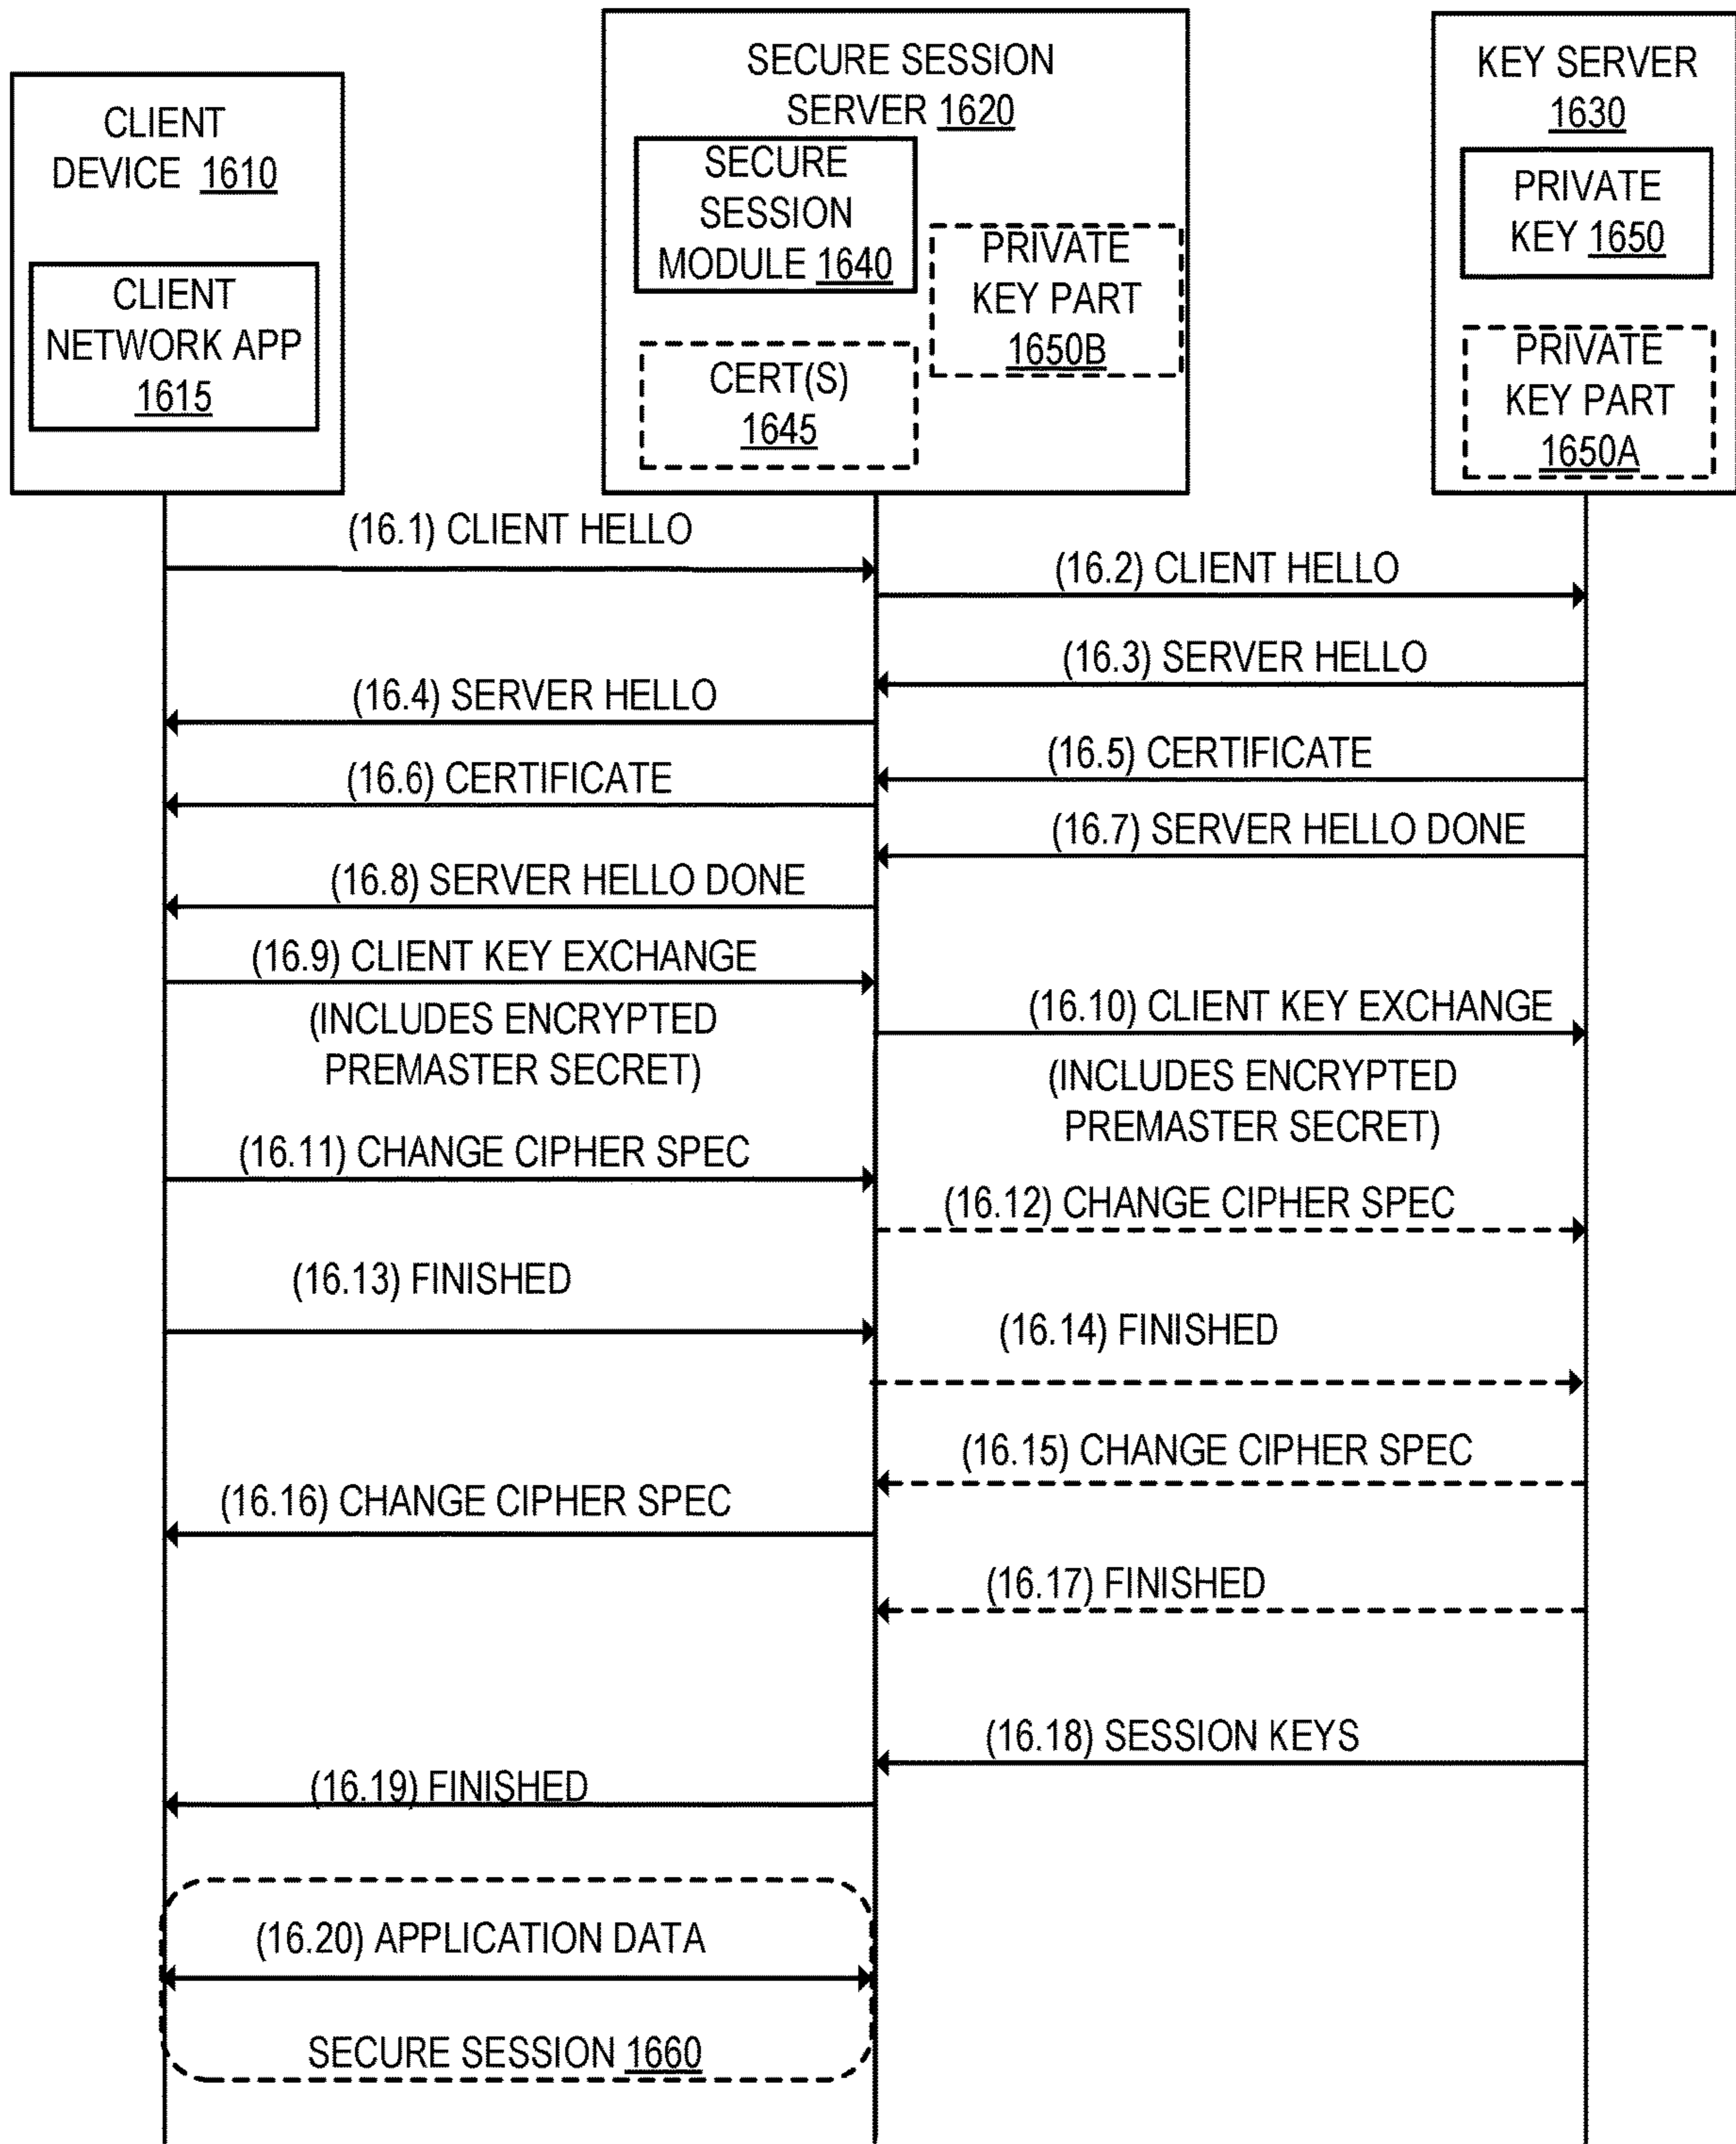 CLIENT
DEVICE 1610
CLIENT
NETWORK APP
1615
SECURE SESSION
SERVER 1620
SECURE
SESSION
MODULE 1640
PRIVATE
KEY PART
1650B
CERT(S)
1645
KEY SERVER
1630
PRIVATE
KEY 1650
PRIVATE
KEY PART
1650A
(16.1) CLIENT HELLO
(16.2) CLIENT HELLO
(16.3) SERVER HELLO
(16.4) SERVER HELLO
(16.5) CERTIFICATE
(16.6) CERTIFICATE
(16.7) SERVER HELLO DONE
(16.8) SERVER HELLO DONE
(16.9) CLIENT KEY EXCHANGE
(INCLUDES ENCRYPTED
PREMASTER SECRET)
(16.10) CLIENT KEY EXCHANGE
(INCLUDES ENCRYPTED
PREMASTER SECRET)
(16.11) CHANGE CIPHER SPEC
(16.12) CHANGE CIPHER SPEC
(16.13) FINISHED
(16.14) FINISHED
(16.15) CHANGE CIPHER SPEC
(16.16) CHANGE CIPHER SPEC
(16.17) FINISHED
(16.18) SESSION KEYS
(16.19) FINISHED
(16.20) APPLICATION DATA
SECURE SESSION 1660